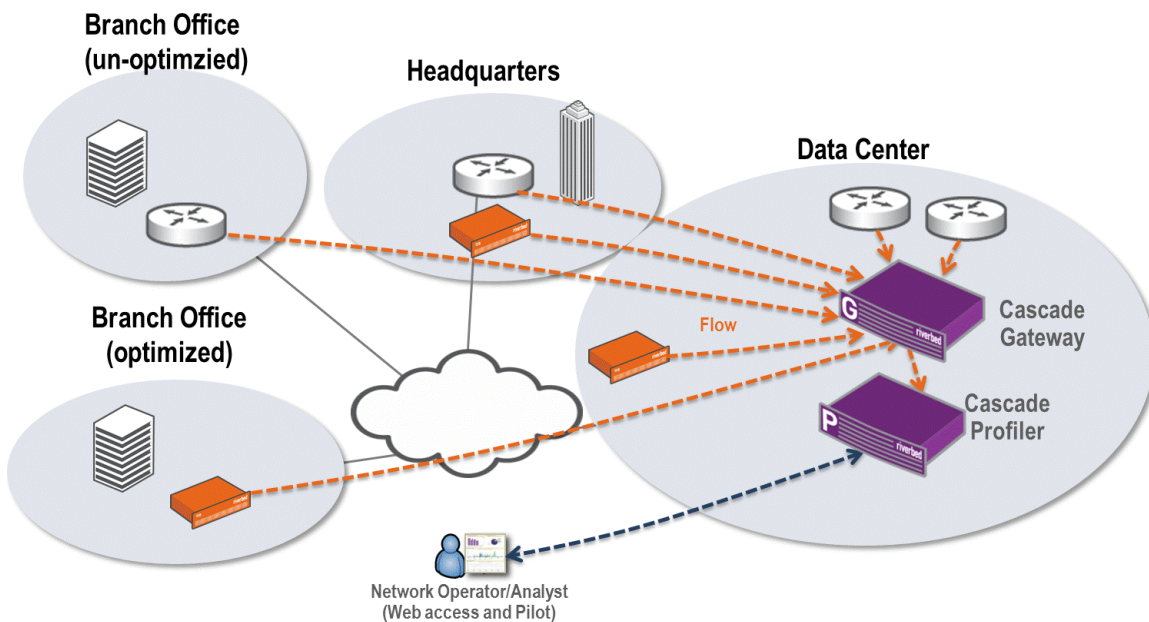 Branch Office
(un-optimzied)
Headquarters
Data Center
Branch Office
(optimized)
Flow
G
riverbed
Cascade
Gateway
P
riverbed
Cascade
Profiler
Network Operator/Analyst
(Web access and Pilot)